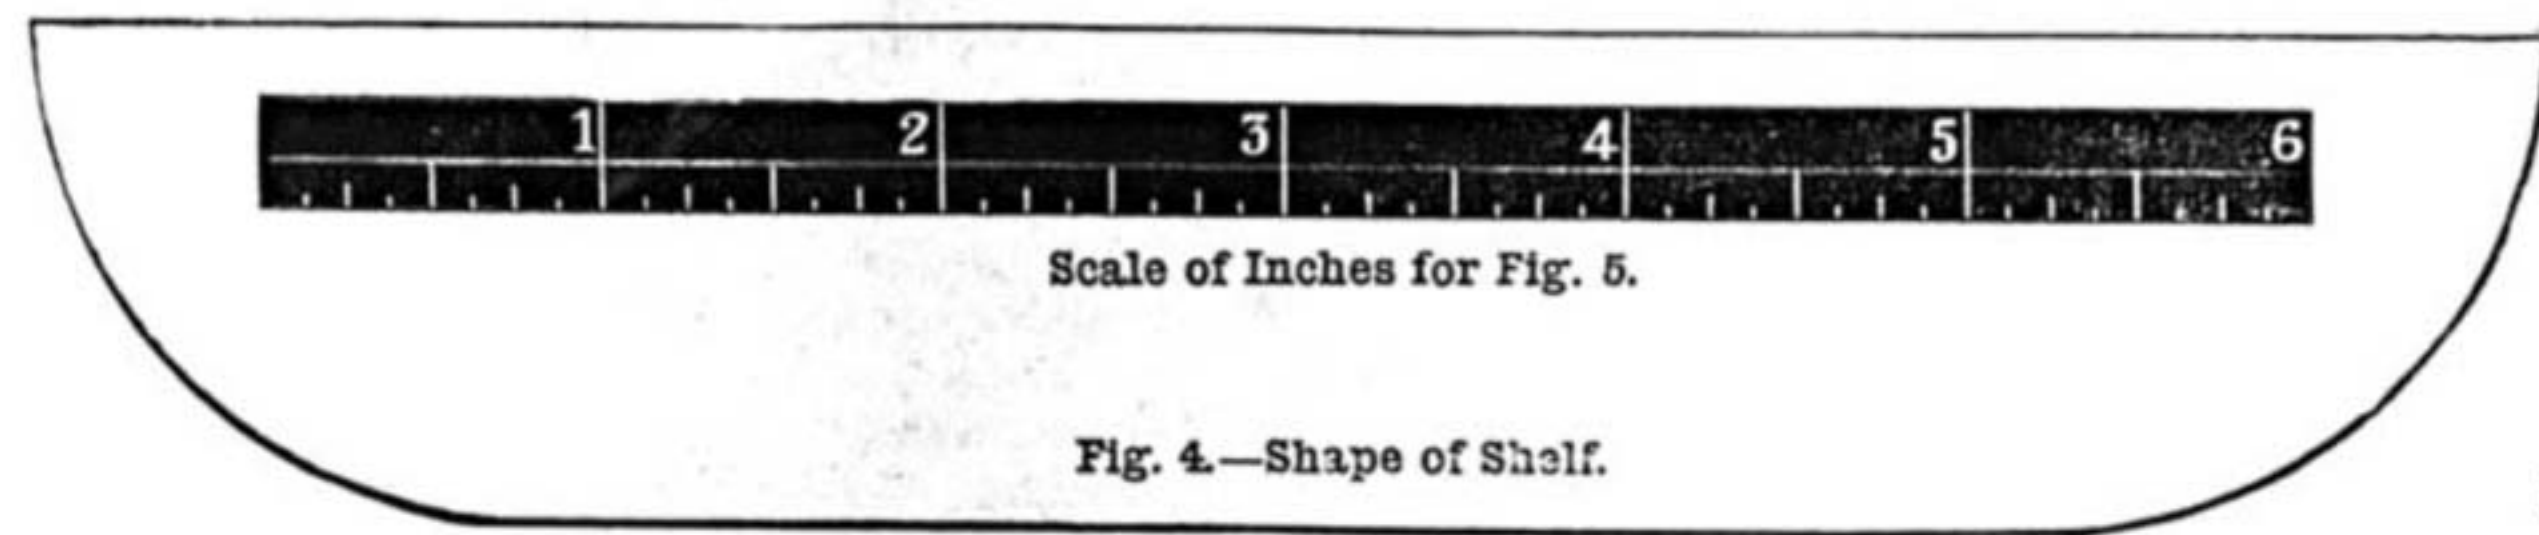 1 2 3 4 5 6
Scale of Inches for Fig. 5.
Fig. 4.—Shape of Shelf.